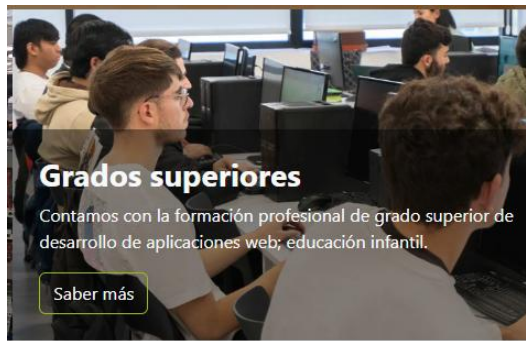 Grados superiores
Contamos con la formación profesional de grado superior de
desarrollo de aplicaciones web; educación infantil.
Saber más